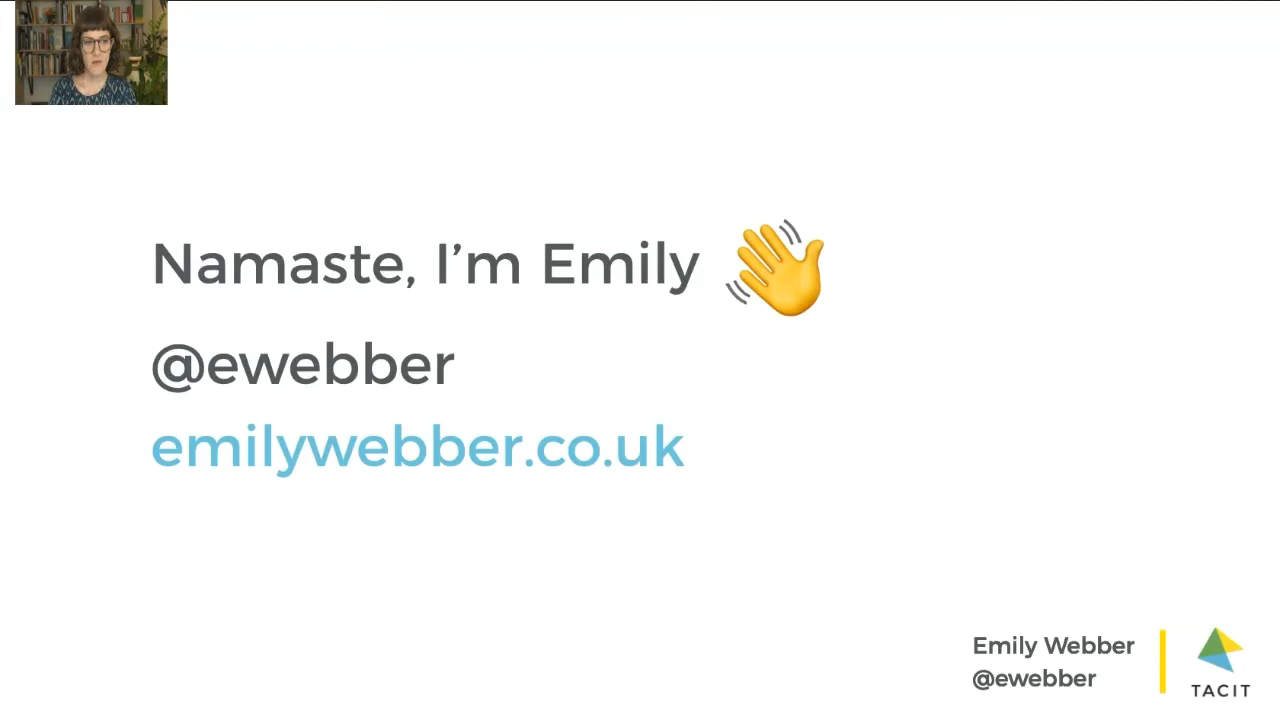 Namaste, I’m Emily 👋
@ewebber
emilywebber.co.uk
Emily Webber
@ewebber
TACIT